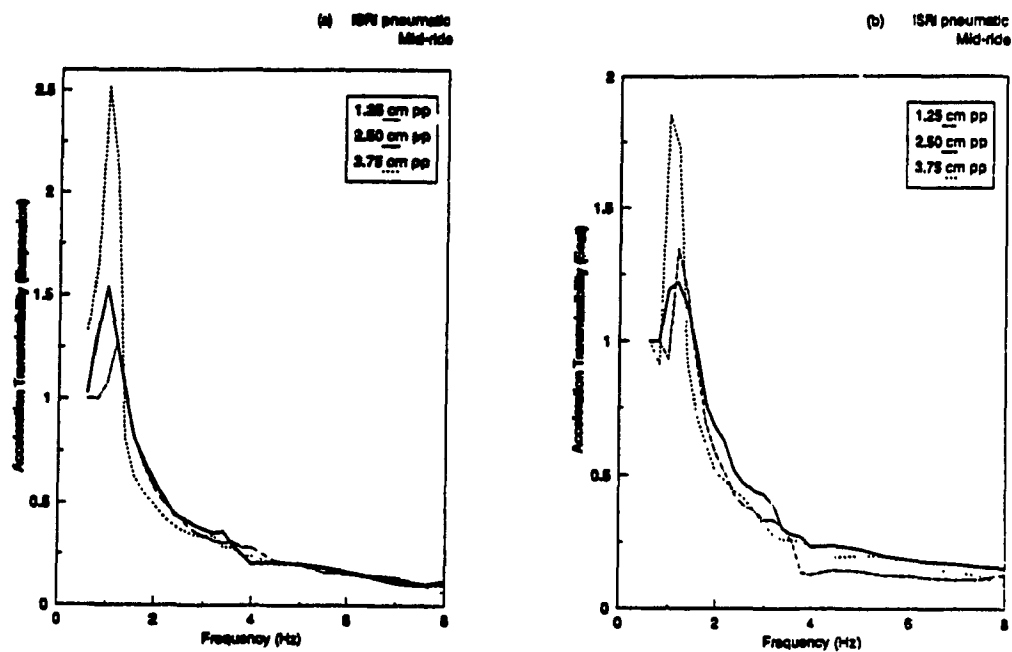 (a) ISRI pneumatic
Mid-ride
2.5
2
1.5
1
0.5
0
Acceleration Transmissibility (Suspension)
1.25 cm pp
2.50 cm pp
3.75 cm pp
0 2 4 6 8
Frequency (Hz)
(b) ISRI pneumatic
Mid-ride
2
1.5
1
0.5
0
Acceleration Transmissibility (Seat)
1.25 cm pp
2.50 cm pp
3.75 cm pp
0 2 4 6 8
Frequency (Hz)